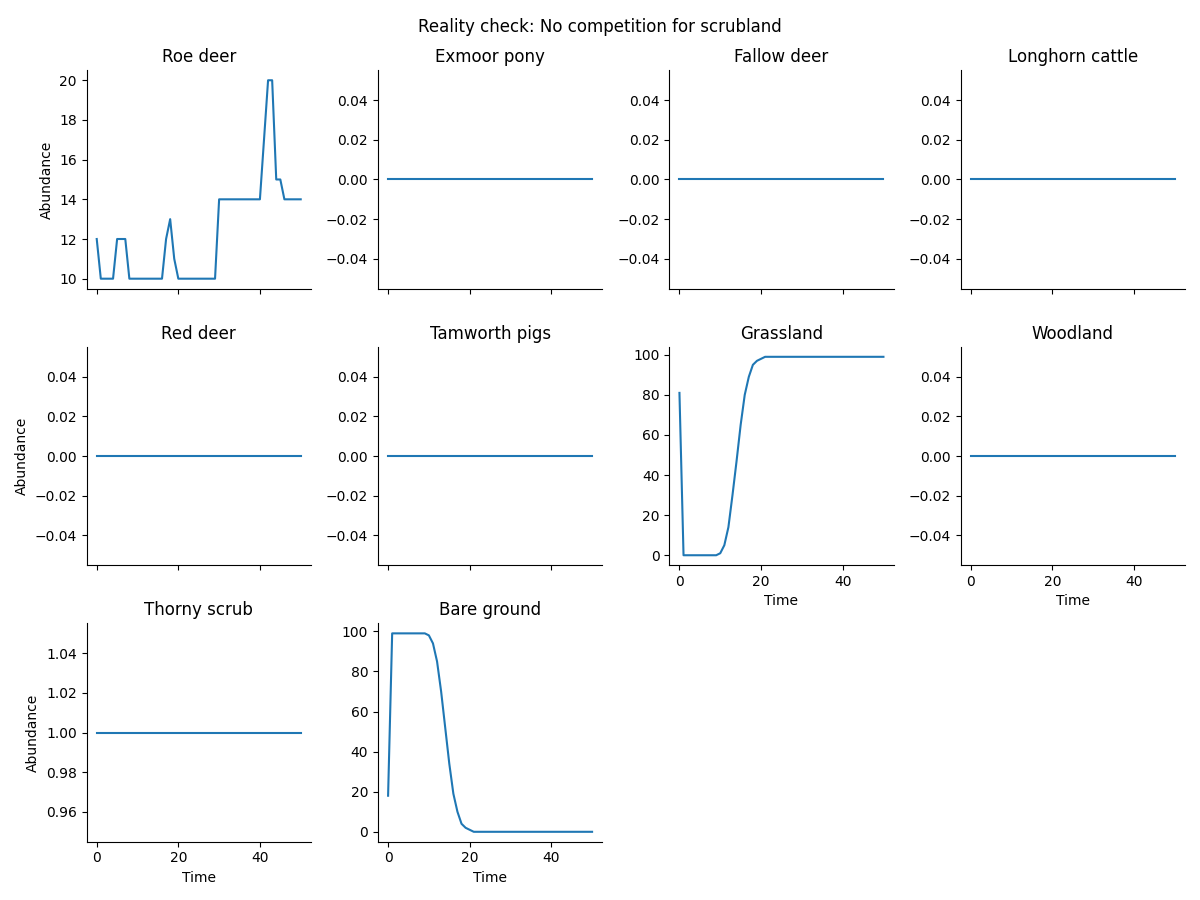 Reality check: No competition for scrubland
Roe deer
Exmoor pony
Fallow deer
Longhorn cattle
Abundance
20
18
16
14
12
10
0.04
0.02
0.00
−0.02
−0.04
0.04
0.02
0.00
−0.02
−0.04
0.04
0.02
0.00
−0.02
−0.04
Red deer
Tamworth pigs
Grassland
Woodland
Abundance
0.04
0.02
0.00
−0.02
−0.04
0.04
0.02
0.00
−0.02
−0.04
100
80
60
40
20
0
0 20 40
Time
0.04
0.02
0.00
−0.02
−0.04
0 20 40
Time
Thorny scrub
Bare ground
Abundance
1.04
1.02
1.00
0.98
0.96
0 20 40
Time
100
80
60
40
20
0
0 20 40
Time